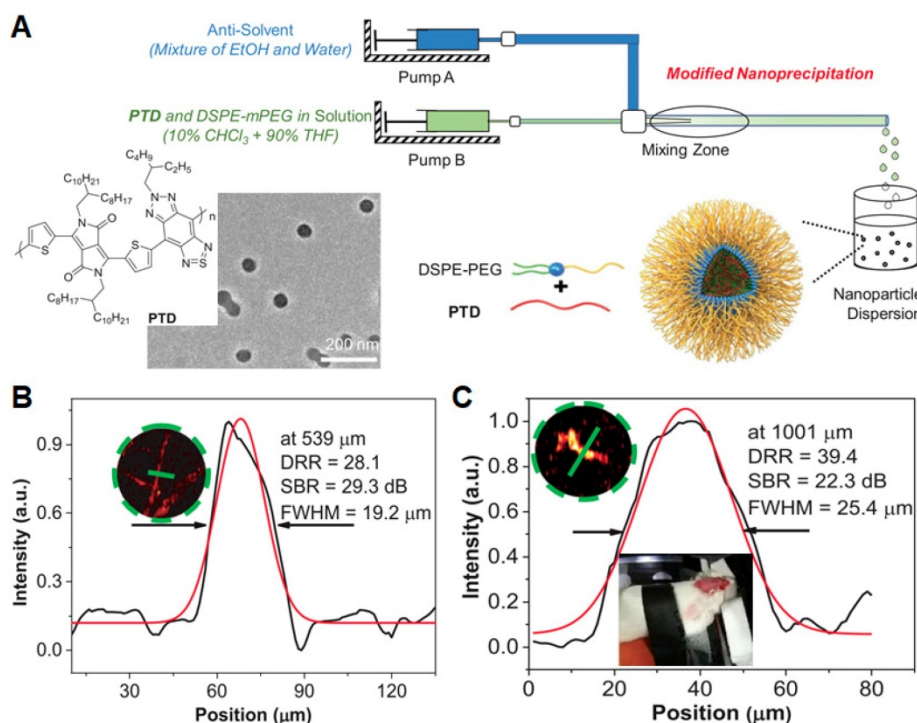 A
Anti-Solvent
(Mixture of EtOH and Water)
Pump A
Modified Nanoprecipitation
PTD and DSPE-mPEG in Solution
(10% CHCl₃ + 90% THF)
Pump B
Mixing Zone
C₄H₉
C₂H₅
C₁₀H₂₁
C₈H₁₇
N
N
N
N
O
S
n
S
N
O
N
N
S
C₈H₁₇
C₁₀H₂₁
PTD
200 nm
DSPE-PEG
+
PTD
Nanoparticle
Dispersion
B
at 539 μm
DRR = 28.1
SBR = 29.3 dB
FWHM = 19.2 μm
Intensity (a.u.)
0.9
0.6
0.3
0.0
30
60
90
120
Position (μm)
C
at 1001 μm
DRR = 39.4
SBR = 22.3 dB
FWHM = 25.4 μm
Intensity (a.u.)
1.0
0.8
0.6
0.4
0.2
0.0
0
20
40
60
80
Position (μm)